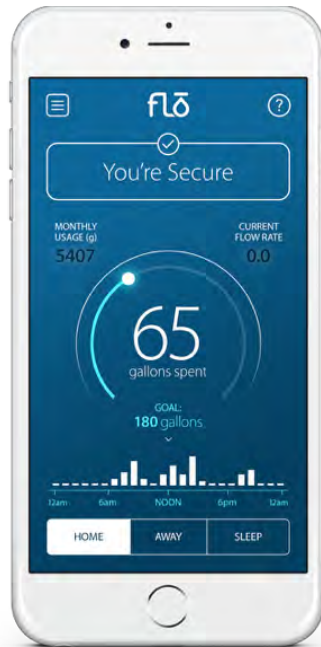 flō
?
You're Secure
MONTHLY
USAGE (g)
5407
CURRENT
FLOW RATE
0.0
65
gallons spent
GOAL:
180 gallons
12am 6am NOON 6pm 12am
HOME AWAY SLEEP